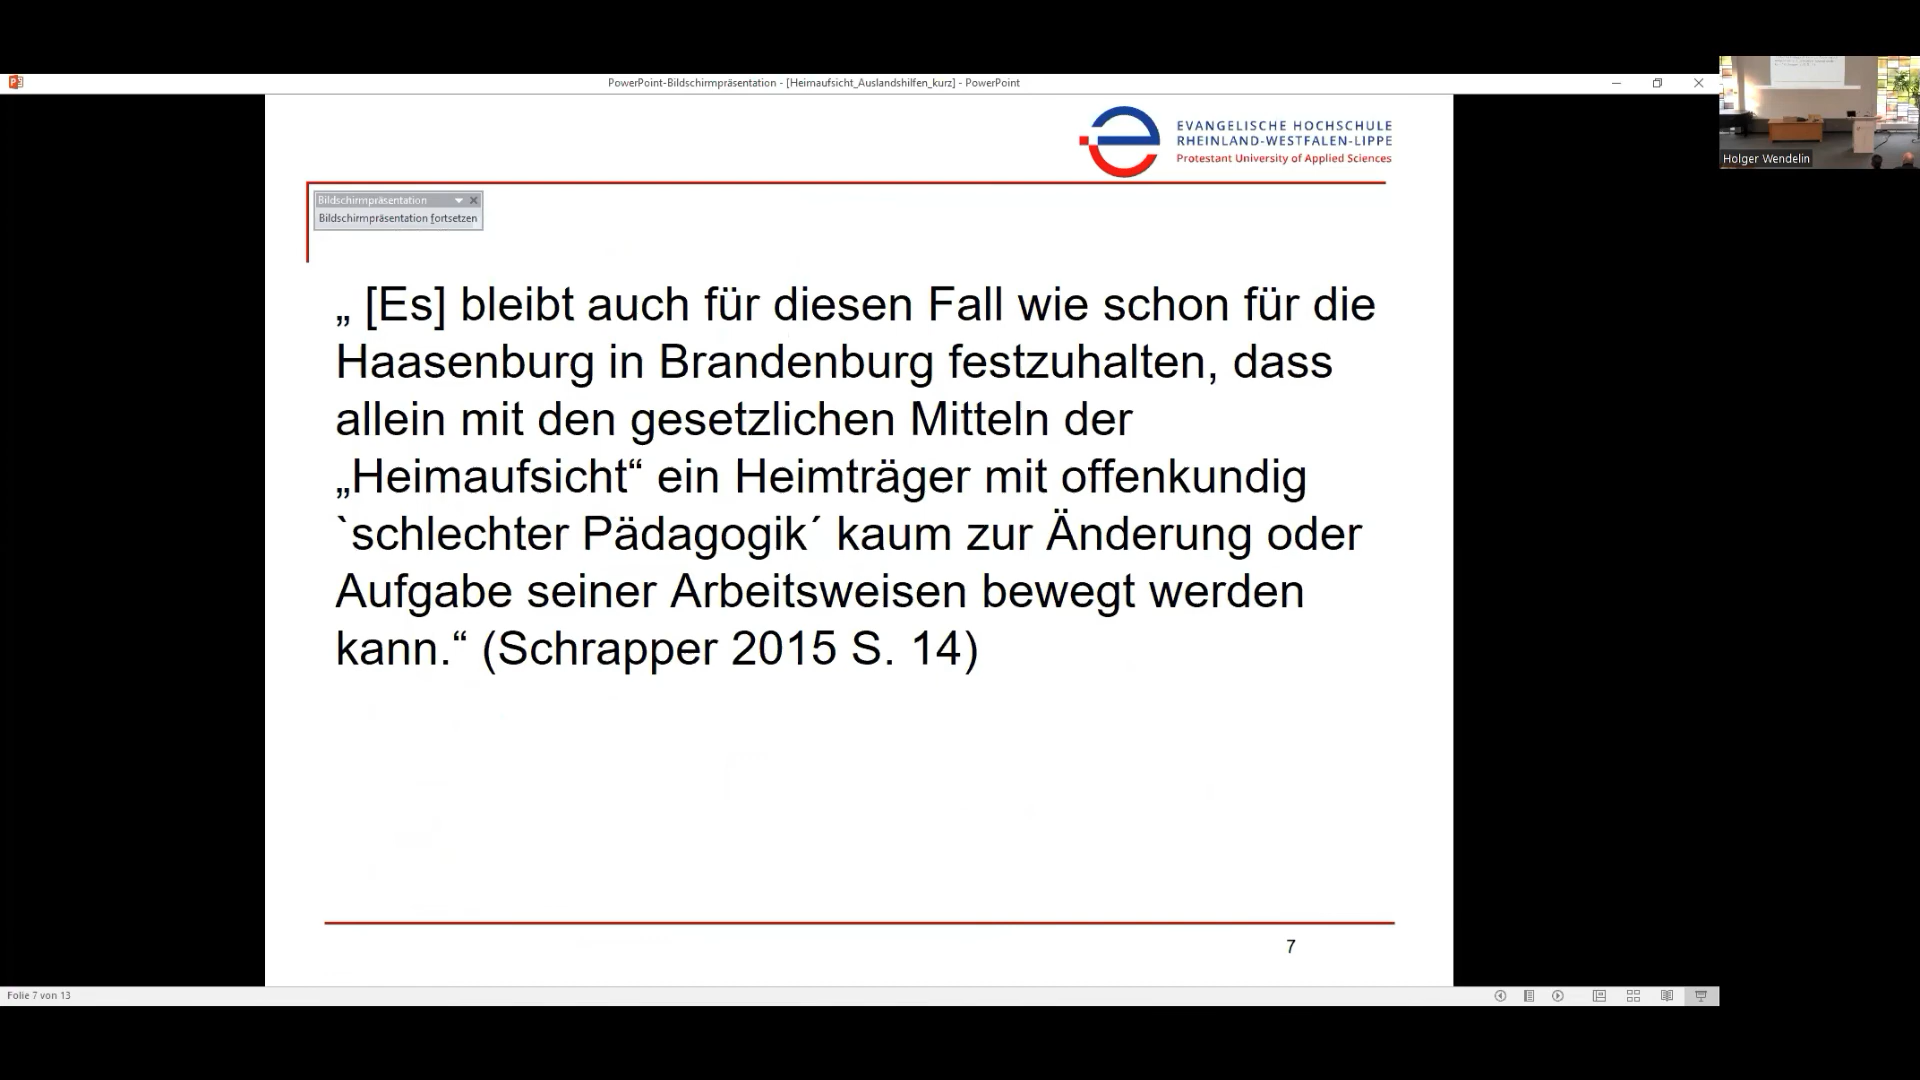 PowerPoint-Bildschirmpräsentation - [Heimaufsicht_Auslandshilfen_kurz] - PowerPoint
EVANGELISCHE HOCHSCHULE
RHEINLAND-WESTFALEN-LIPPE
Protestant University of Applied Sciences
Holger Wendelin
Bildschirmpräsentation
Bildschirmpräsentation fortsetzen
„ [Es] bleibt auch für diesen Fall wie schon für die
Haasenburg in Brandenburg festzuhalten, dass
allein mit den gesetzlichen Mitteln der
„Heimaufsicht“ ein Heimträger mit offenkundig
`schlechter Pädagogik´ kaum zur Änderung oder
Aufgabe seiner Arbeitsweisen bewegt werden
kann.“ (Schrapper 2015 S. 14)
7
Folie 7 von 13